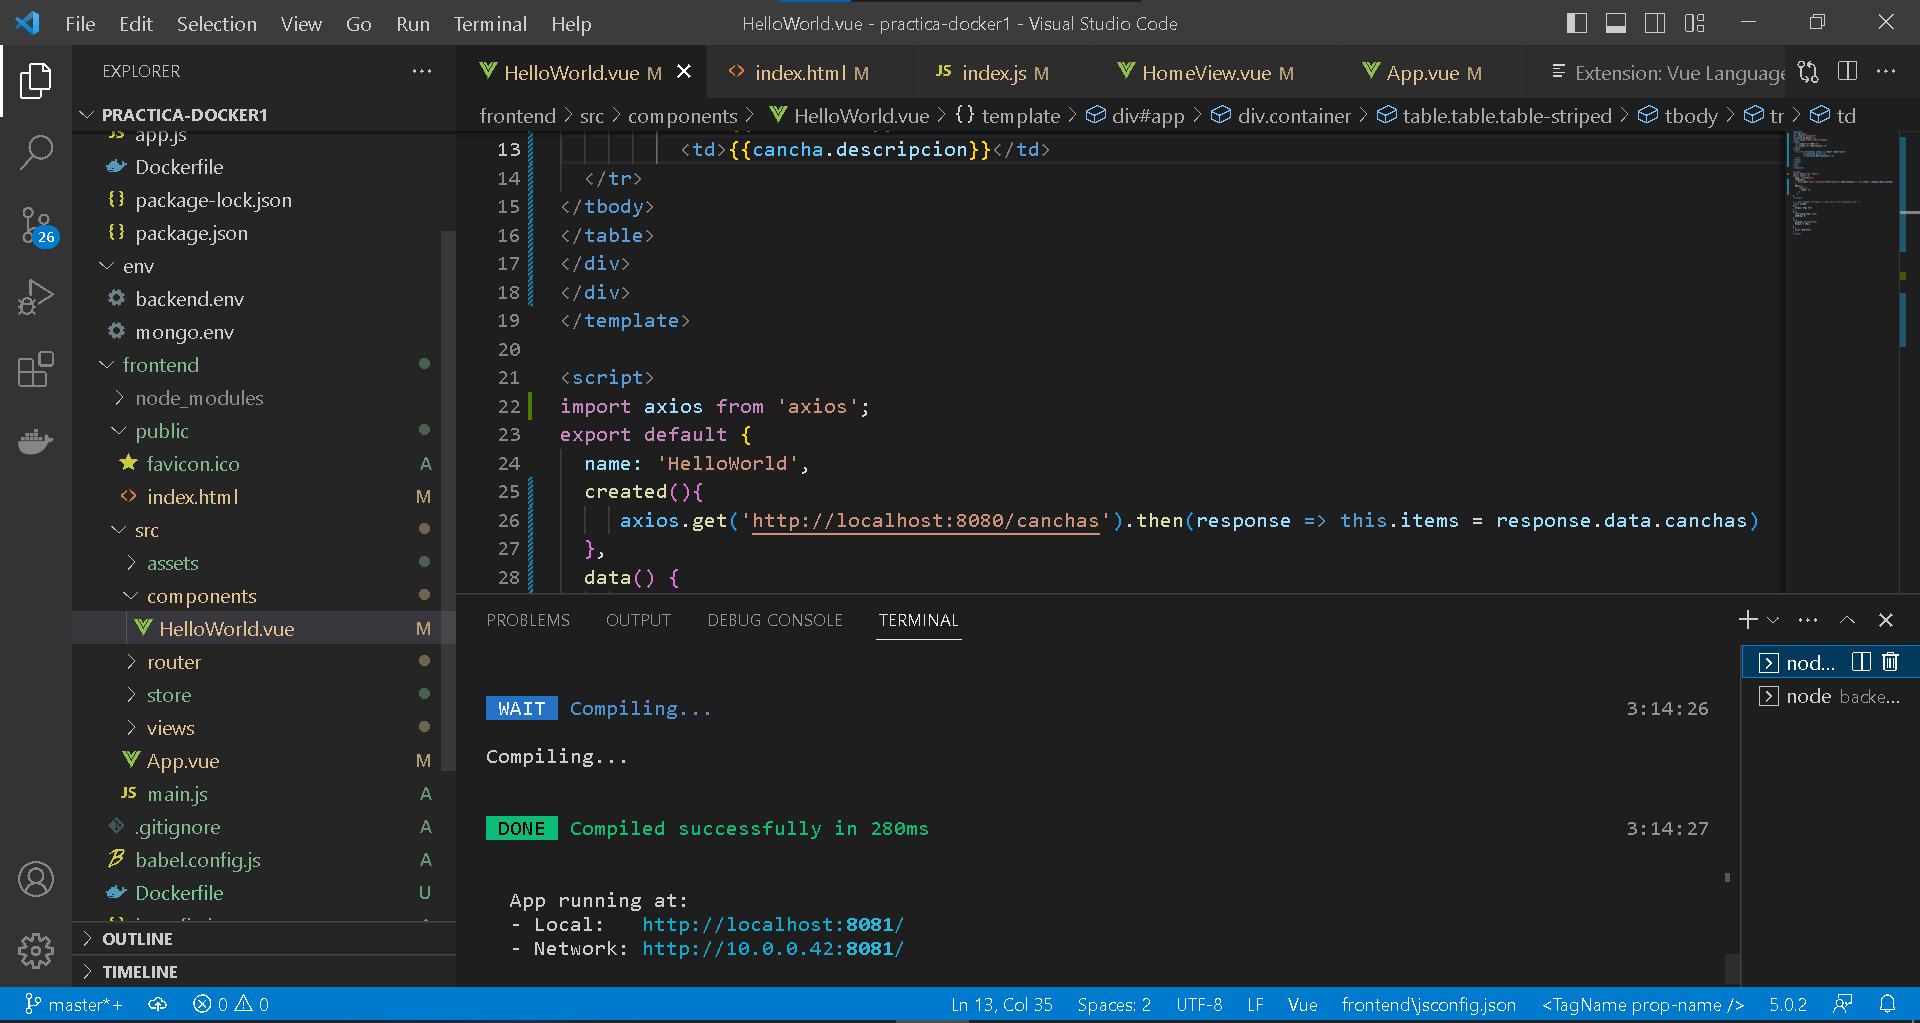 File Edit Selection View Go Run Terminal Help
HelloWorld.vue - practica-docker1 - Visual Studio Code
EXPLORER
PRACTICA-DOCKER1
JS app.js
Dockerfile
{} package-lock.json
{} package.json
env
backend.env
mongo.env
frontend
node_modules
public
favicon.ico A
<> index.html M
src
assets
components
HelloWorld.vue M
router
store
views
App.vue M
JS main.js A
.gitignore A
babel.config.js A
Dockerfile U
OUTLINE
TIMELINE
26
HelloWorld.vue M
<> index.html M
JS index.js M
HomeView.vue M
App.vue M
Extension: Vue Language
frontend > src > components > HelloWorld.vue > {} template > div#app > div.container > table.table.table-striped > tbody > tr > td
13 <td>{{cancha.descripcion}}</td>
14 </tr>
15 </tbody>
16 </table>
17 </div>
18 </div>
19 </template>
20
21 <script>
22 import axios from 'axios';
23 export default {
24 name: 'HelloWorld',
25 created(){
26 axios.get('http://localhost:8080/canchas').then(response => this.items = response.data.canchas)
27 },
28 data() {
PROBLEMS OUTPUT DEBUG CONSOLE TERMINAL
nod...
node backe...
WAIT Compiling... 3:14:26
Compiling...
DONE Compiled successfully in 280ms 3:14:27
App running at:
- Local: http://localhost:8081/
- Network: http://10.0.0.42:8081/
master*+ 0 0 Ln 13, Col 35 Spaces: 2 UTF-8 LF Vue frontend\jsconfig.json <TagName prop-name /> 5.0.2